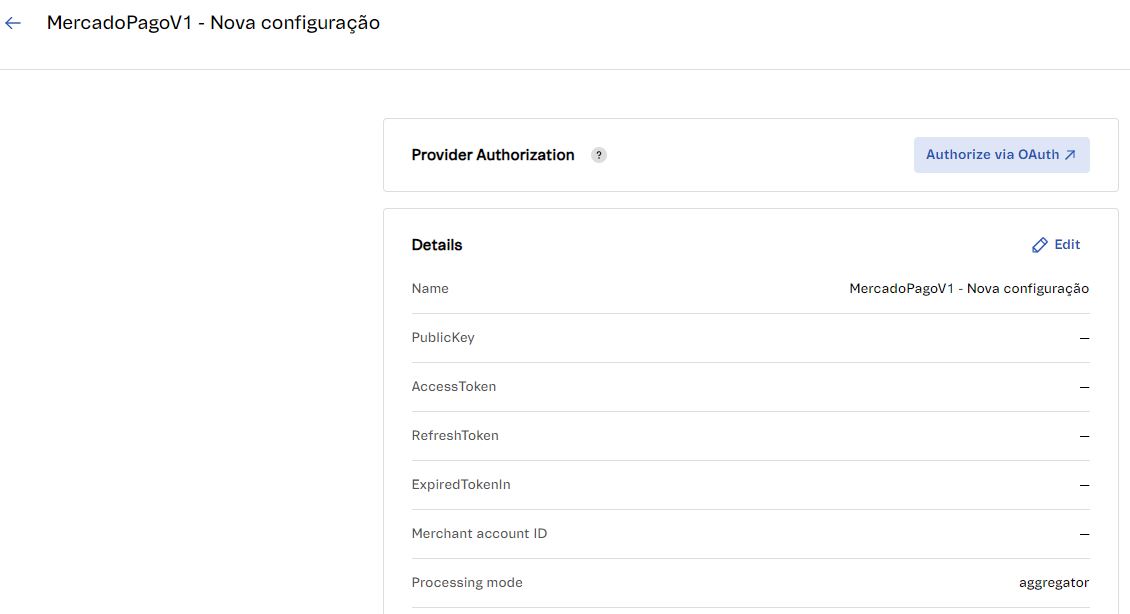 ← MercadoPagoV1 - Nova configuração
Provider Authorization ? Authorize via OAuth ↗
Details Edit
Name MercadoPagoV1 - Nova configuração
PublicKey –
AccessToken –
RefreshToken –
ExpiredTokenIn –
Merchant account ID –
Processing mode aggregator